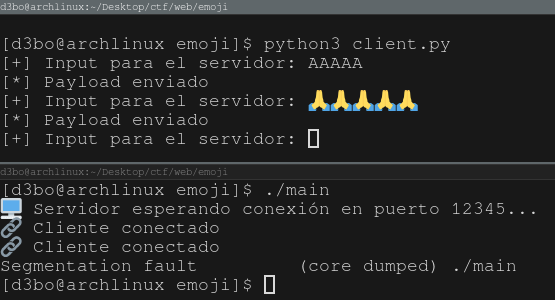 d3bo@archlinux:~/Desktop/ctf/web/emoji
[d3bo@archlinux emoji]$ python3 client.py
[+] Input para el servidor: AAAAA
[*] Payload enviado
[+] Input para el servidor: 🙏🙏🙏🙏🙏
[*] Payload enviado
[+] Input para el servidor:
d3bo@archlinux:~/Desktop/ctf/web/emoji
[d3bo@archlinux emoji]$ ./main
🖥️ Servidor esperando conexión en puerto 12345...
🔗 Cliente conectado
🔗 Cliente conectado
Segmentation fault (core dumped) ./main
[d3bo@archlinux emoji]$